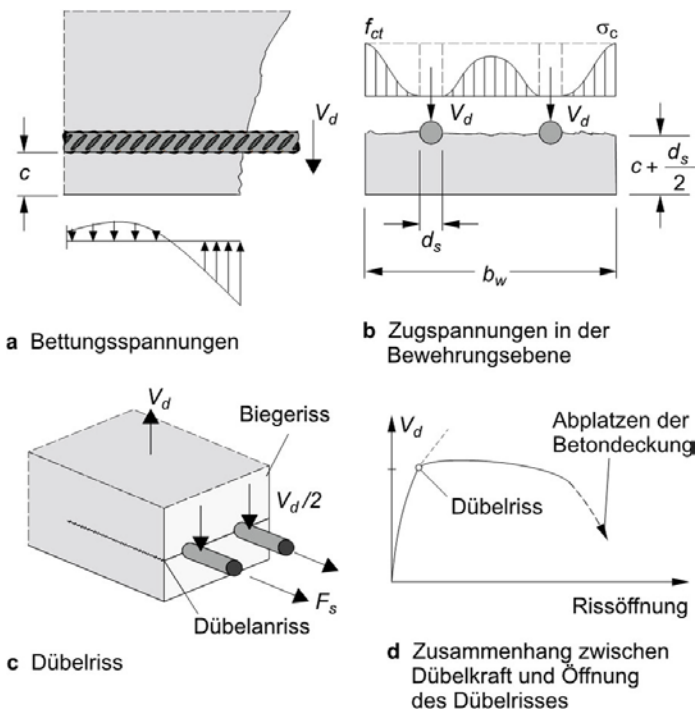 V_d
c
a Bettungsspannungen
f_ct
σ_c
V_d
V_d
c + d_s/2
d_s
b_w
b Zugspannungen in der
Bewehrungsebene
V_d
Biegeriss
V_d/2
F_s
Dübelanriss
c Dübelriss
V_d
Abplatzen der
Betondeckung
Dübelriss
Rissöffnung
d Zusammenhang zwischen
Dübelkraft und Öffnung
des Dübelrisses